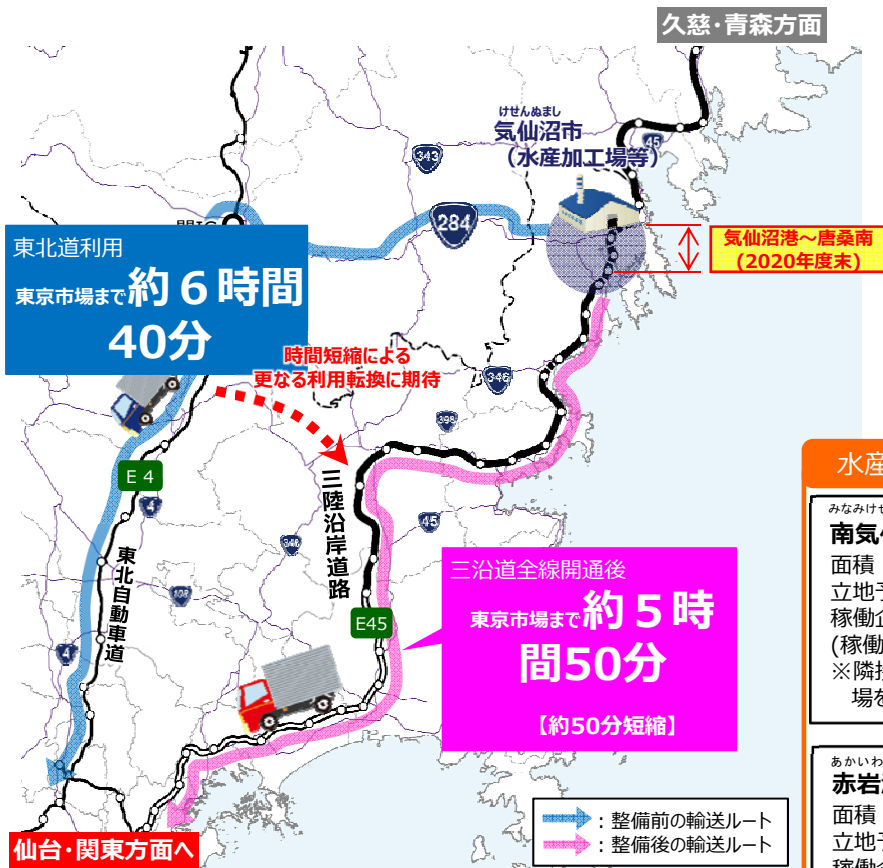 久慈・青森方面
けせんぬまし
気仙沼市
（水産加工場等）
45
343
284
気仙沼港～唐桑南
(2020年度末)
東北道利用
東京市場まで約６時間
40分
時間短縮による
更なる利用転換に期待
346
398
E 4
4
三陸沿岸道路
45
346
東北自動車道
108
E45
4
三沿道全線開通後
東京市場まで約５時
間50分
【約50分短縮】
：整備前の輸送ルート
：整備後の輸送ルート
仙台・関東方面へ
水産
みなみけせ
南気
面積
立地予
稼働企
(稼働
※隣接
場を
あかいわ
赤岩
面積
立地予
稼働企